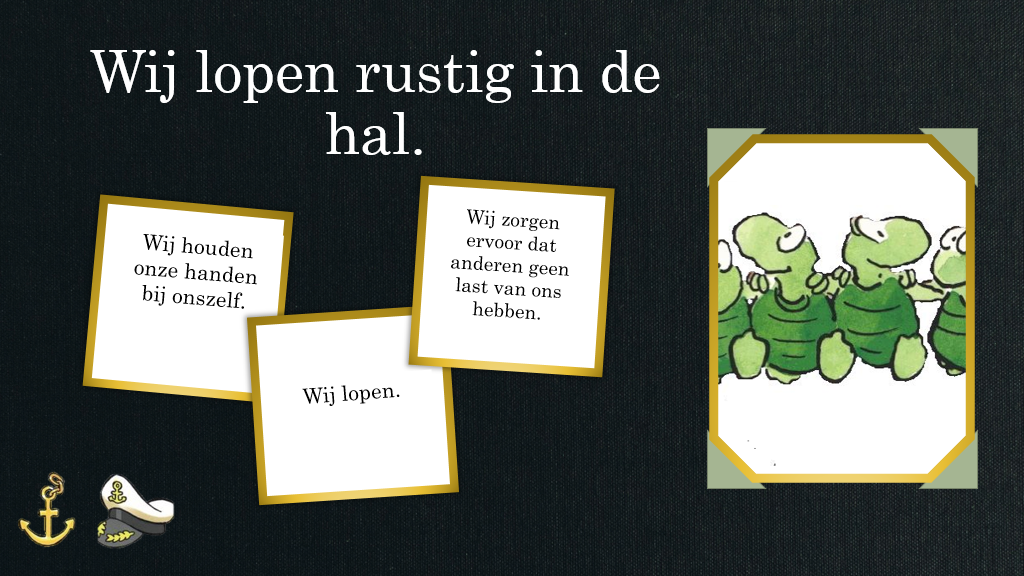 Wij lopen rustig in de
hal.
Wij houden
onze handen
bij onszelf.
Wij lopen.
Wij zorgen
ervoor dat
anderen geen
last van ons
hebben.